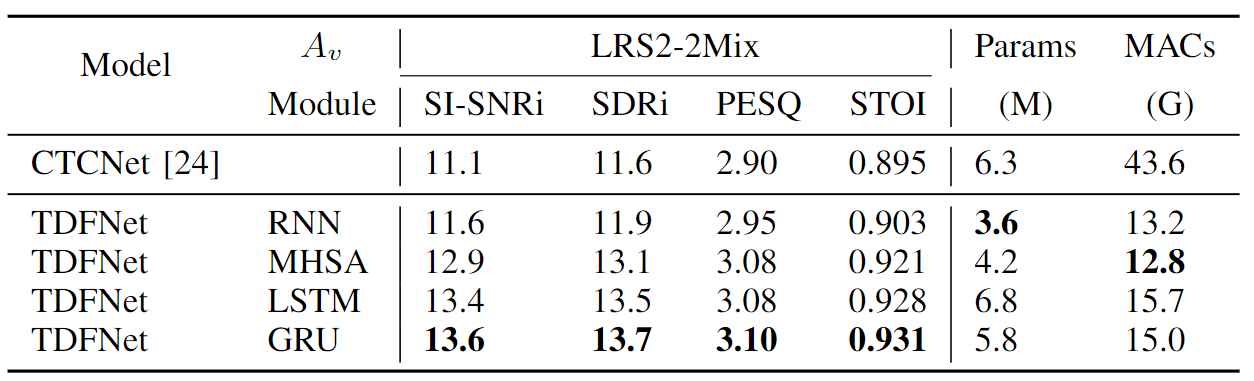 Model A_v Module LRS2-2Mix Params (M) MACs (G)
SI-SNRi SDRi PESQ STOI
CTCNet [24] 11.1 11.6 2.90 0.895 6.3 43.6
TDFNet RNN 11.6 11.9 2.95 0.903 3.6 13.2
TDFNet MHSA 12.9 13.1 3.08 0.921 4.2 12.8
TDFNet LSTM 13.4 13.5 3.08 0.928 6.8 15.7
TDFNet GRU 13.6 13.7 3.10 0.931 5.8 15.0